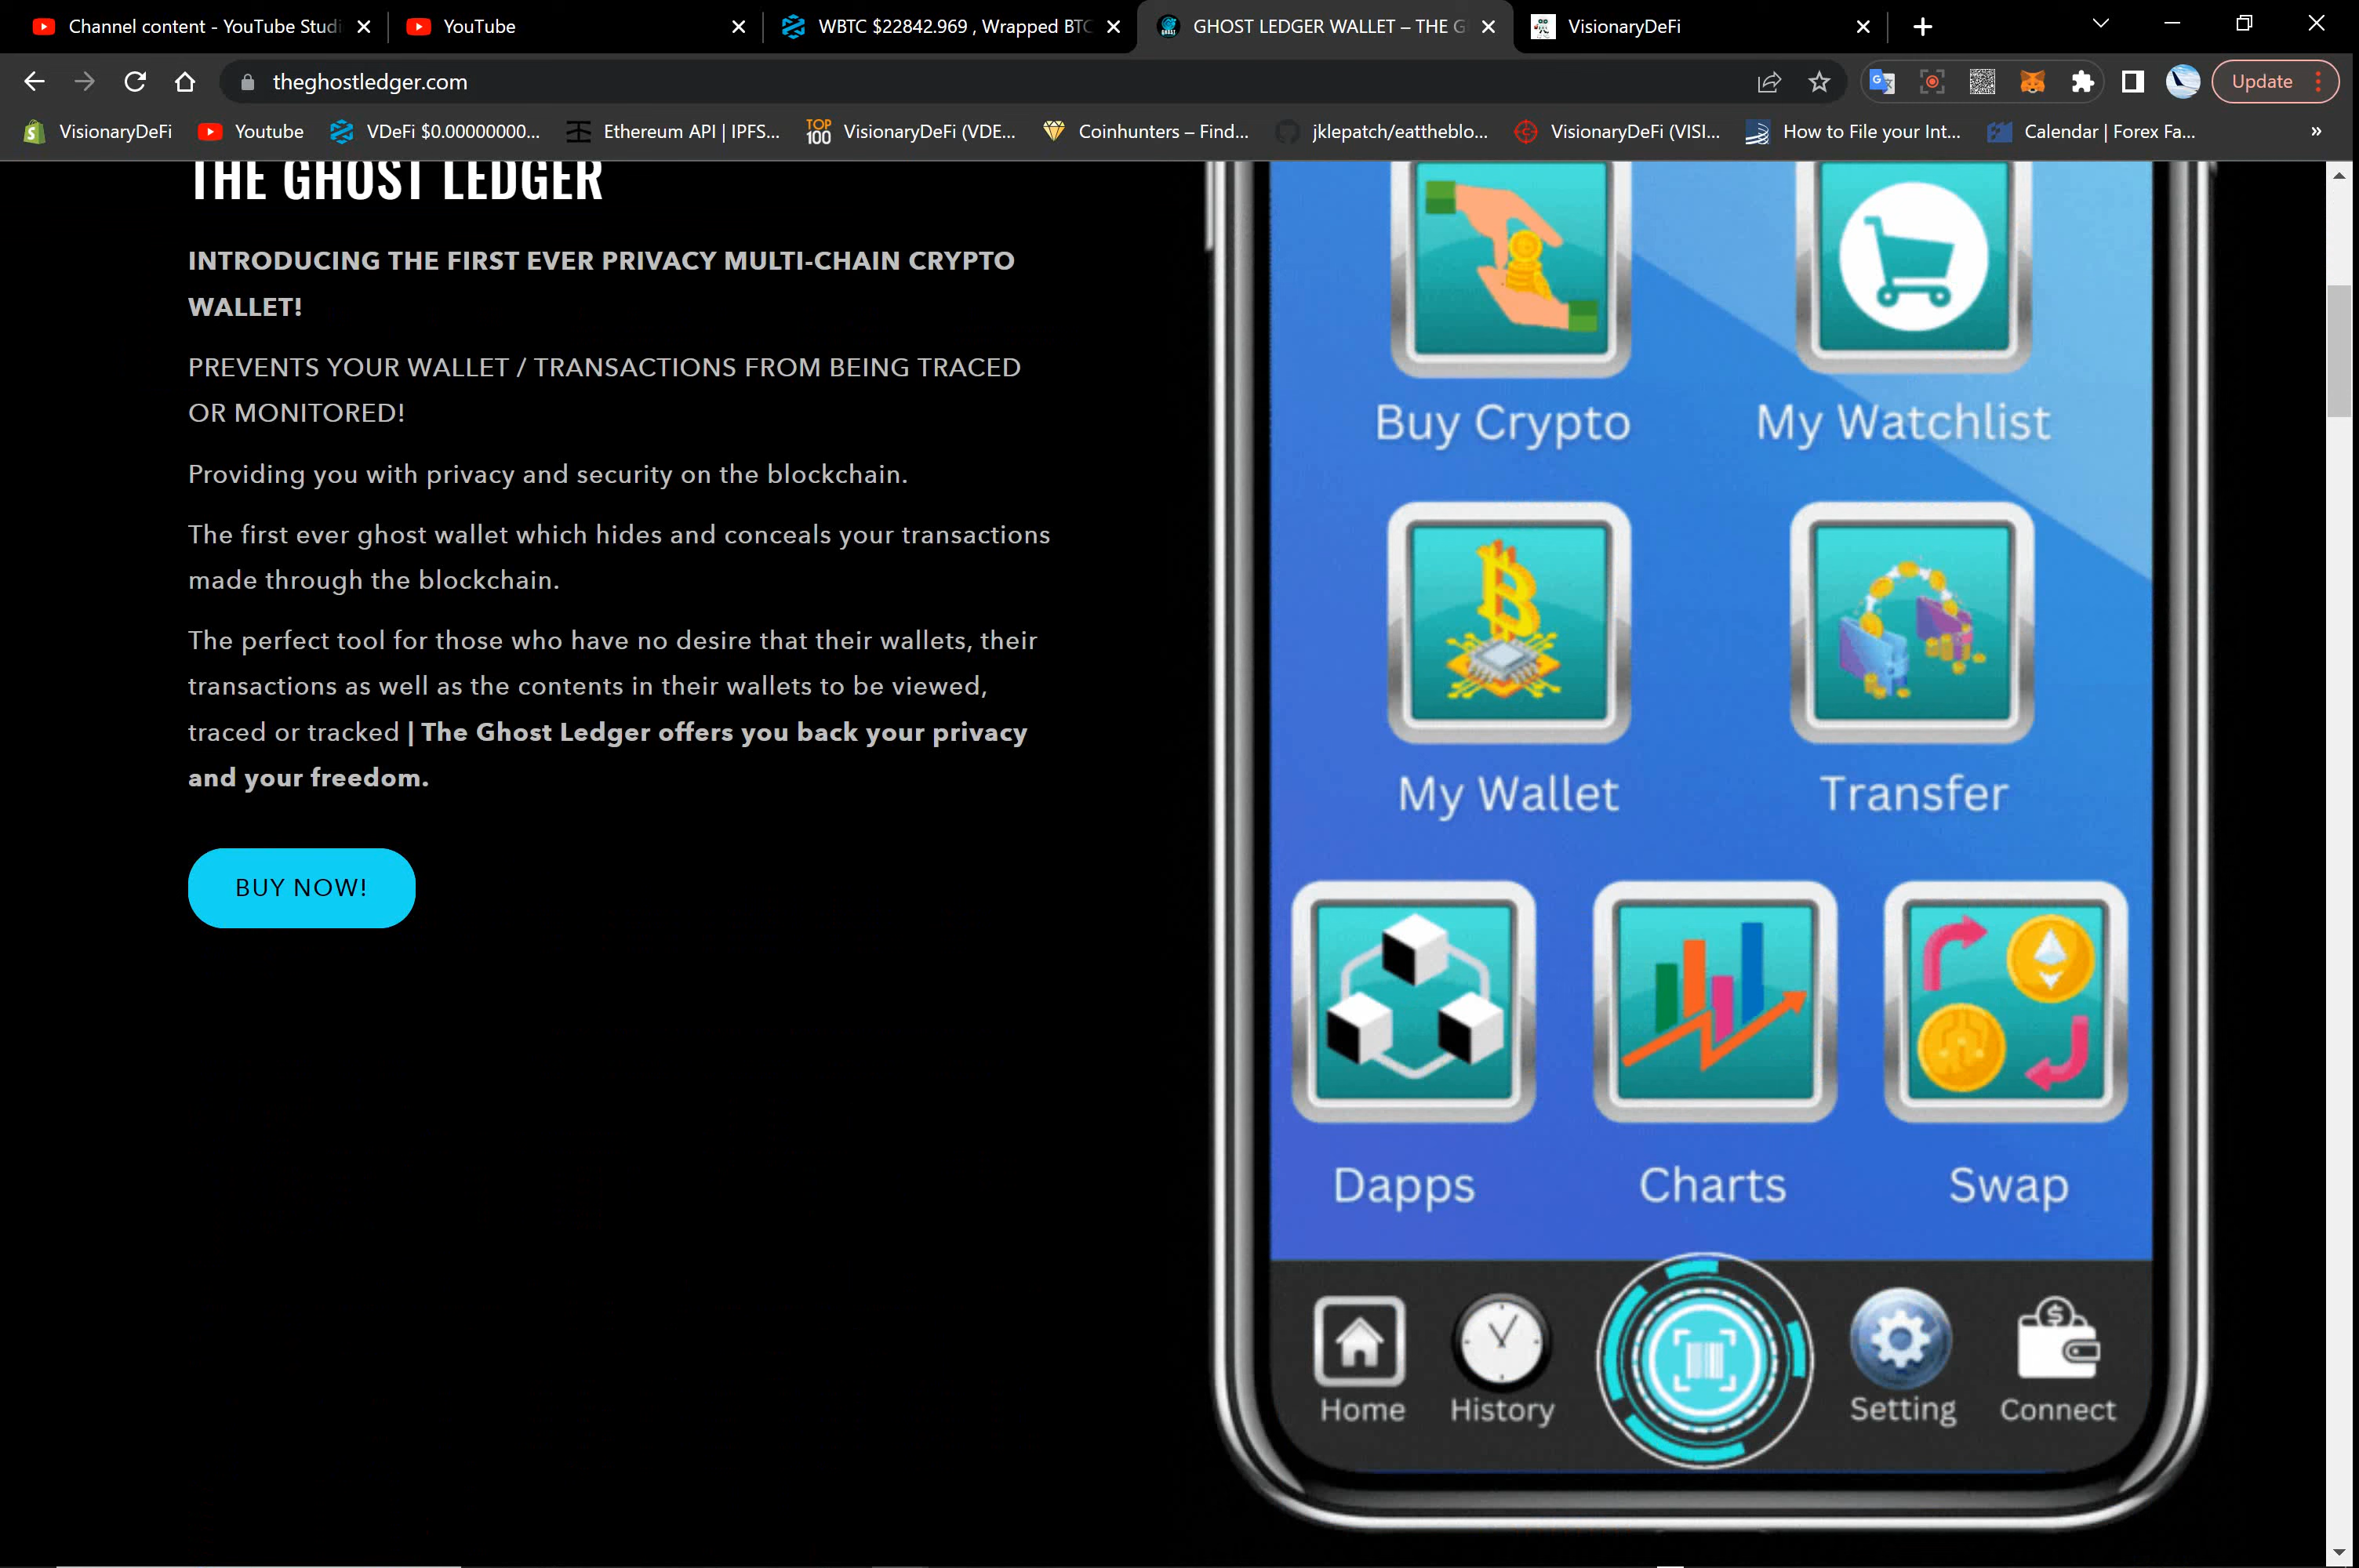 Channel content - YouTube Studi
YouTube
WBTC $22842.969 , Wrapped BTC
GHOST LEDGER WALLET – THE G
VisionaryDeFi
theghostledger.com
Update
VisionaryDeFi
Youtube
VDeFi $0.00000000...
Ethereum API | IPFS...
TOP
100
VisionaryDeFi (VDE...
Coinhunters – Find...
jklepatch/eattheblo...
VisionaryDeFi (VISI...
How to File your Int...
Calendar | Forex Fa...
»
THE GHOST LEDGER
INTRODUCING THE FIRST EVER PRIVACY MULTI-CHAIN CRYPTO
WALLET!
PREVENTS YOUR WALLET / TRANSACTIONS FROM BEING TRACED
OR MONITORED!
Providing you with privacy and security on the blockchain.
The first ever ghost wallet which hides and conceals your transactions
made through the blockchain.
The perfect tool for those who have no desire that their wallets, their
transactions as well as the contents in their wallets to be viewed,
traced or tracked | The Ghost Ledger offers you back your privacy
and your freedom.
BUY NOW!
Buy Crypto
My Watchlist
My Wallet
Transfer
Dapps
Charts
Swap
Home
History
Setting
Connect